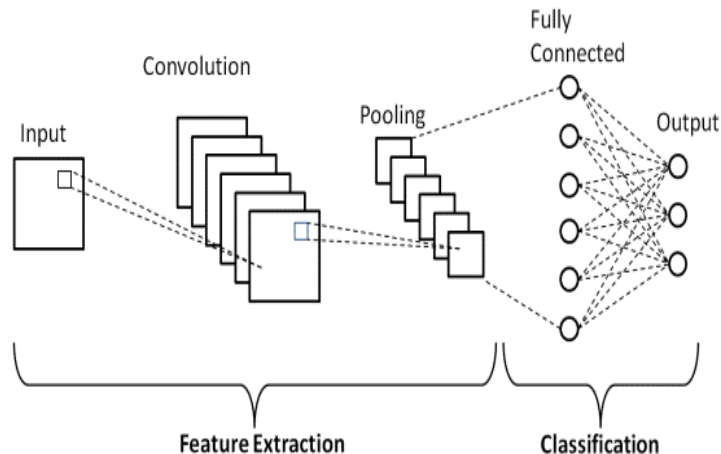 Fully
Connected
Convolution
Pooling
Input
Output
Feature Extraction
Classification